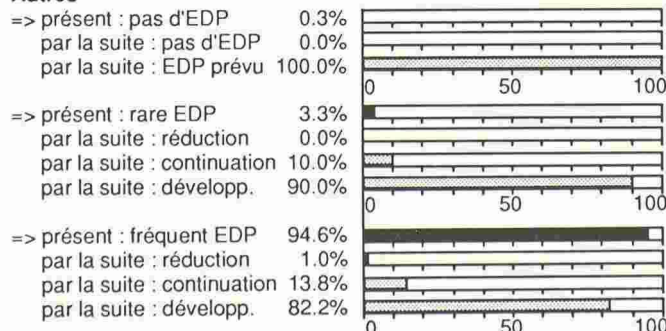 => présent : pas d'EDP 0.3%
par la suite : pas d'EDP 0.0%
par la suite : EDP prévu 100.0%
0 50 100
=> présent : rare EDP 3.3%
par la suite : réduction 0.0%
par la suite : continuation 10.0%
par la suite : développ. 90.0%
0 50 100
=> présent : fréquent EDP 94.6%
par la suite : réduction 1.0%
par la suite : continuation 13.8%
par la suite : développ. 82.2%
0 50 100